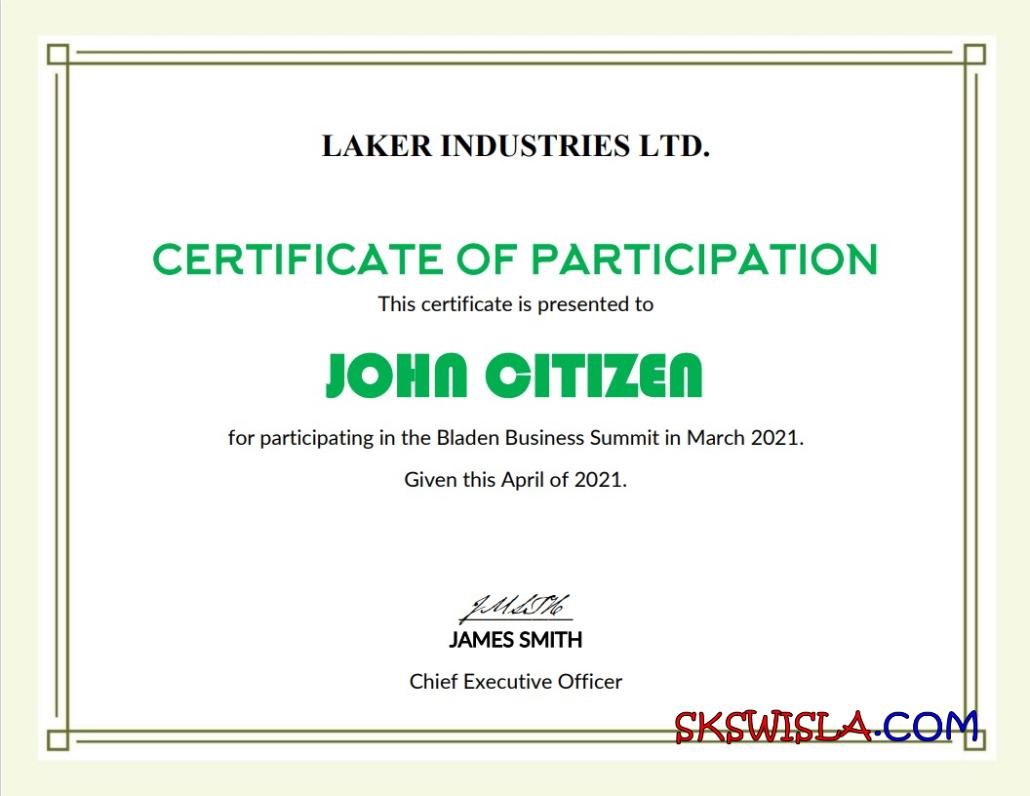 LAKER INDUSTRIES LTD.
CERTIFICATE OF PARTICIPATION
This certificate is presented to
JOHN CITIZEN
for participating in the Bladen Business Summit in March 2021.
Given this April of 2021.
JMSTH
JAMES SMITH
Chief Executive Officer
SKSWISLA.COM